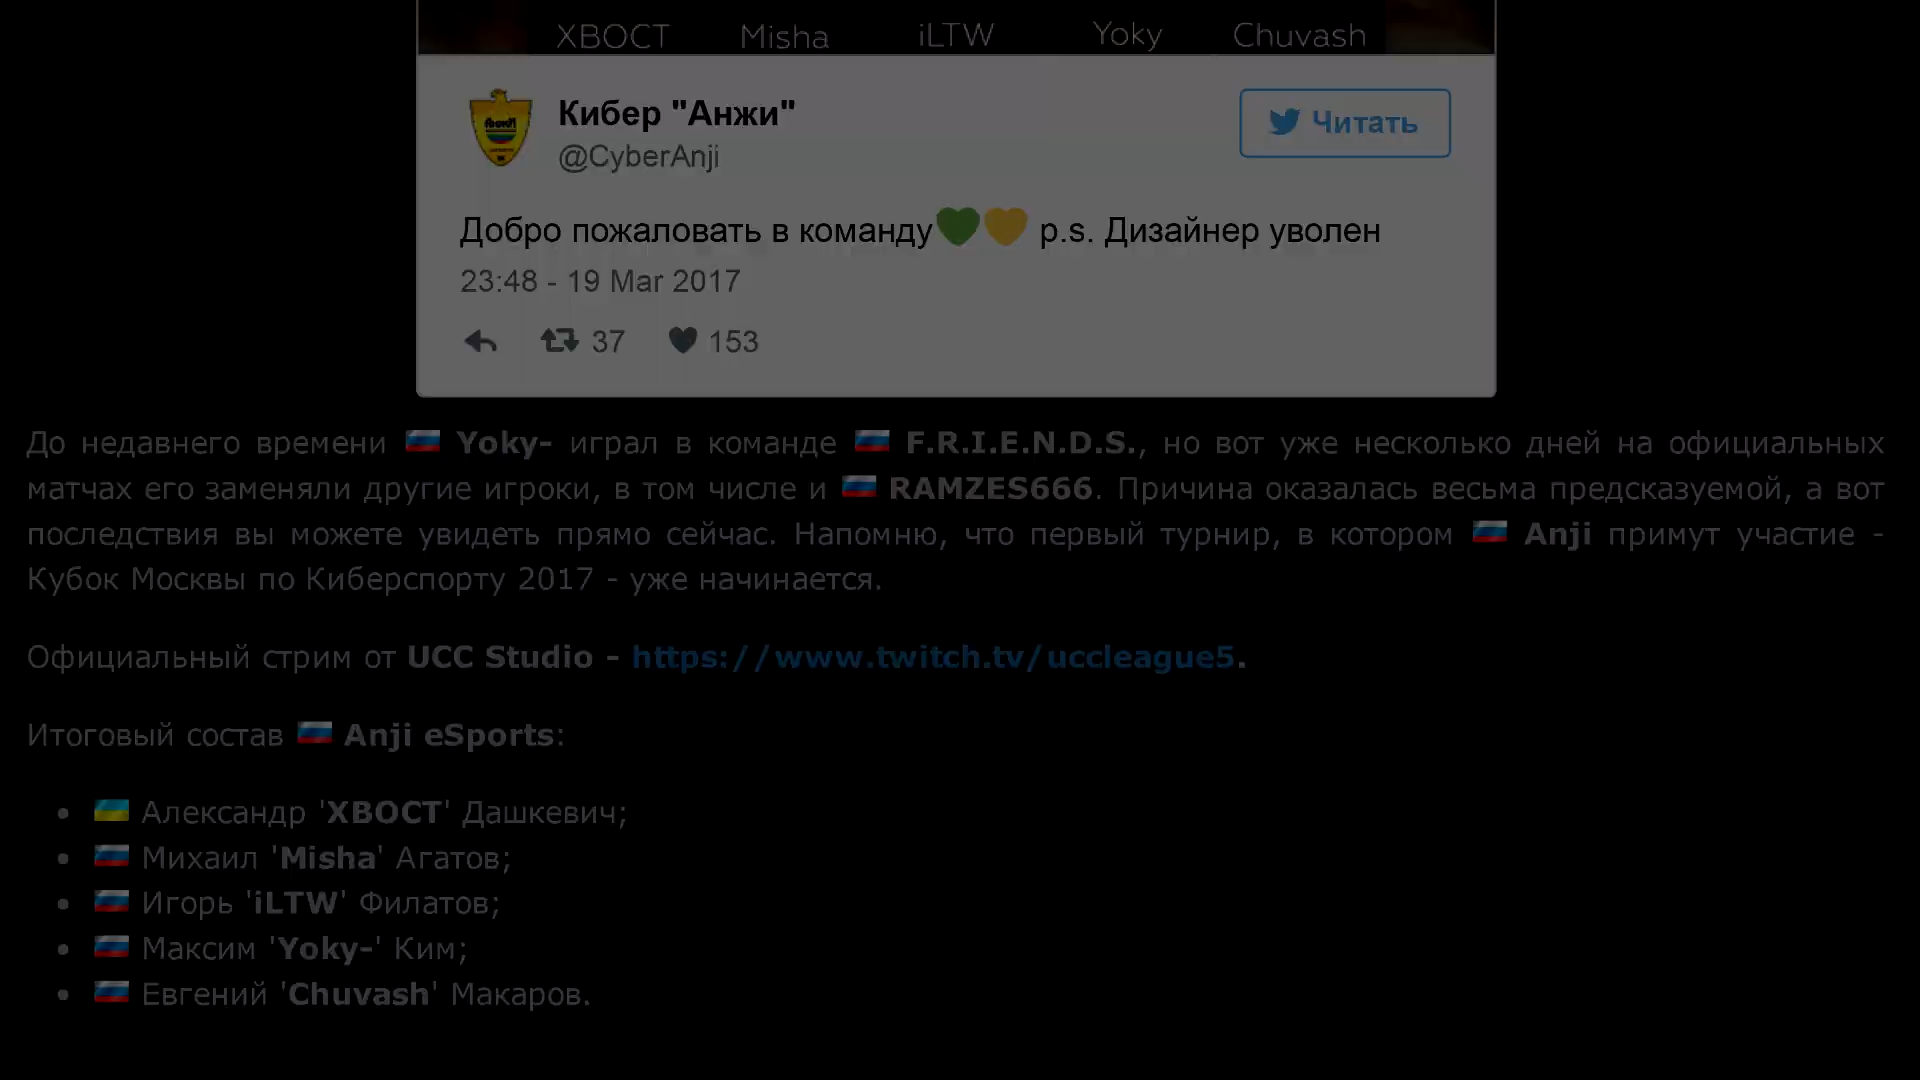 ХВОСТ Misha iLTW Yoky Chuvash
Кибер "Анжи"
@CyberAnji
Читать
Добро пожаловать в команду💚💛 p.s. Дизайнер уволен
23:48 - 19 Mar 2017
37 153
До недавнего времени Yoky- играл в команде F.R.I.E.N.D.S., но вот уже несколько дней на официальных
матчах его заменяли другие игроки, в том числе и RAMZES666. Причина оказалась весьма предсказуемой, а вот
последствия вы можете увидеть прямо сейчас. Напомню, что первый турнир, в котором Anji примут участие -
Кубок Москвы по Киберспорту 2017 - уже начинается.
Официальный стрим от UCC Studio - https://www.twitch.tv/uccleague5.
Итоговый состав Anji eSports:
• Александр 'XBOCT' Дашкевич;
• Михаил 'Misha' Агатов;
• Игорь 'iLTW' Филатов;
• Максим 'Yoky-' Ким;
• Евгений 'Chuvash' Макаров.